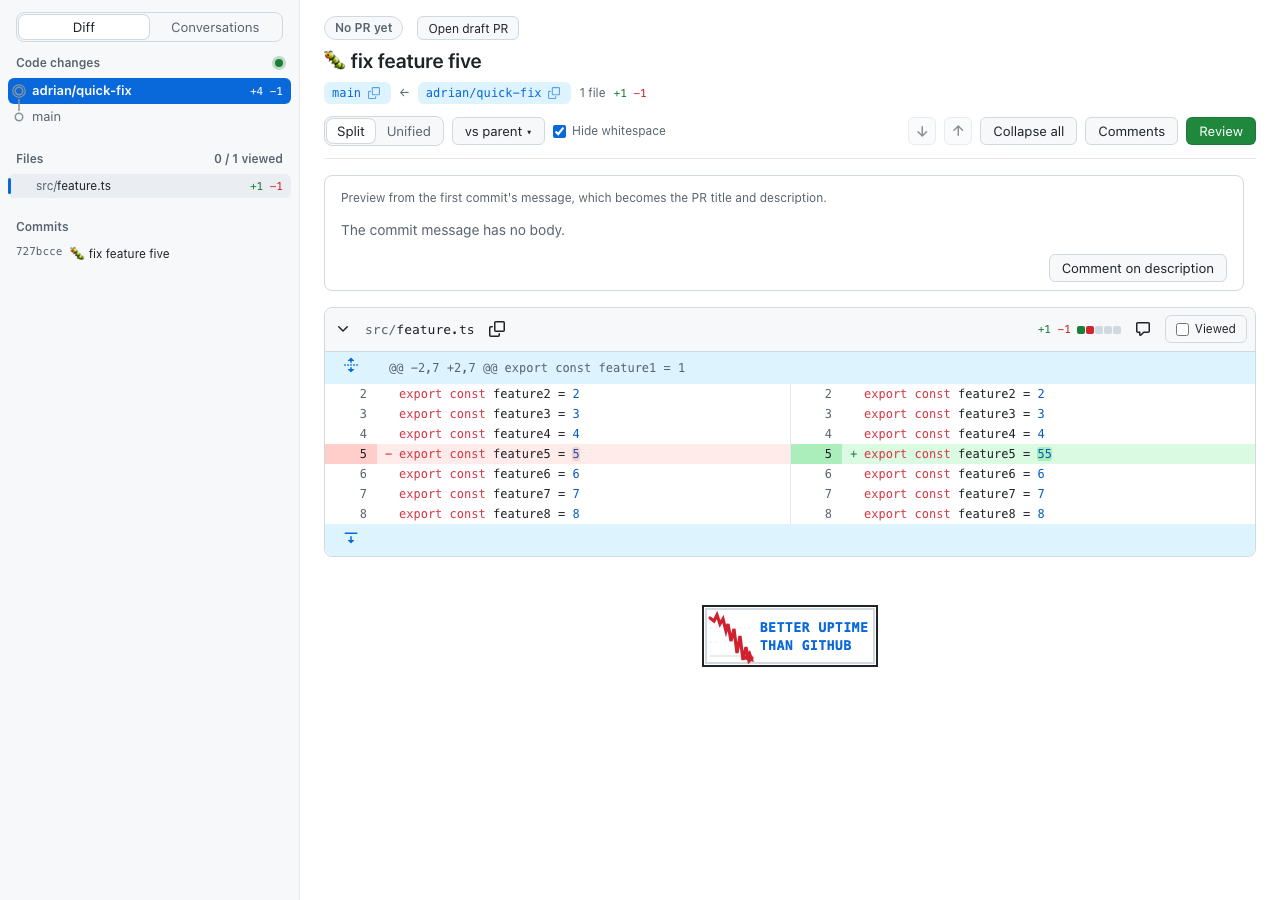 Diff
Conversations
Code changes
adrian/quick-fix +4 −1
main
Files 0 / 1 viewed
src/feature.ts +1 −1
Commits
727bcce 🐛 fix feature five
No PR yet
Open draft PR
🐛 fix feature five
main ← adrian/quick-fix 1 file +1 −1
Split Unified vs parent ▾ Hide whitespace
↓ ↑ Collapse all Comments Review
Preview from the first commit's message, which becomes the PR title and description.
The commit message has no body.
Comment on description
src/feature.ts +1 −1 Viewed
@@ −2,7 +2,7 @@ export const feature1 = 1
2 export const feature2 = 2 2 export const feature2 = 2
3 export const feature3 = 3 3 export const feature3 = 3
4 export const feature4 = 4 4 export const feature4 = 4
5 − export const feature5 = 5 5 + export const feature5 = 55
6 export const feature6 = 6 6 export const feature6 = 6
7 export const feature7 = 7 7 export const feature7 = 7
8 export const feature8 = 8 8 export const feature8 = 8
BETTER UPTIME
THAN GITHUB